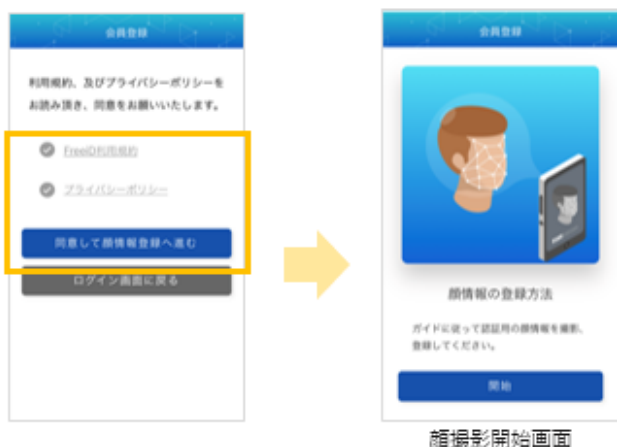 会員登録
利用規約、及びプライバシーポリシーを
お読み頂き、同意をお願いいたします。
FreeiD利用規約
プライバシーポリシー
同意して顔情報登録へ進む
ログイン画面に戻る
会員登録
顔情報の登録方法
ガイドに従って認証用の顔情報を撮影、
登録してください。
開始
顔撮影開始画面